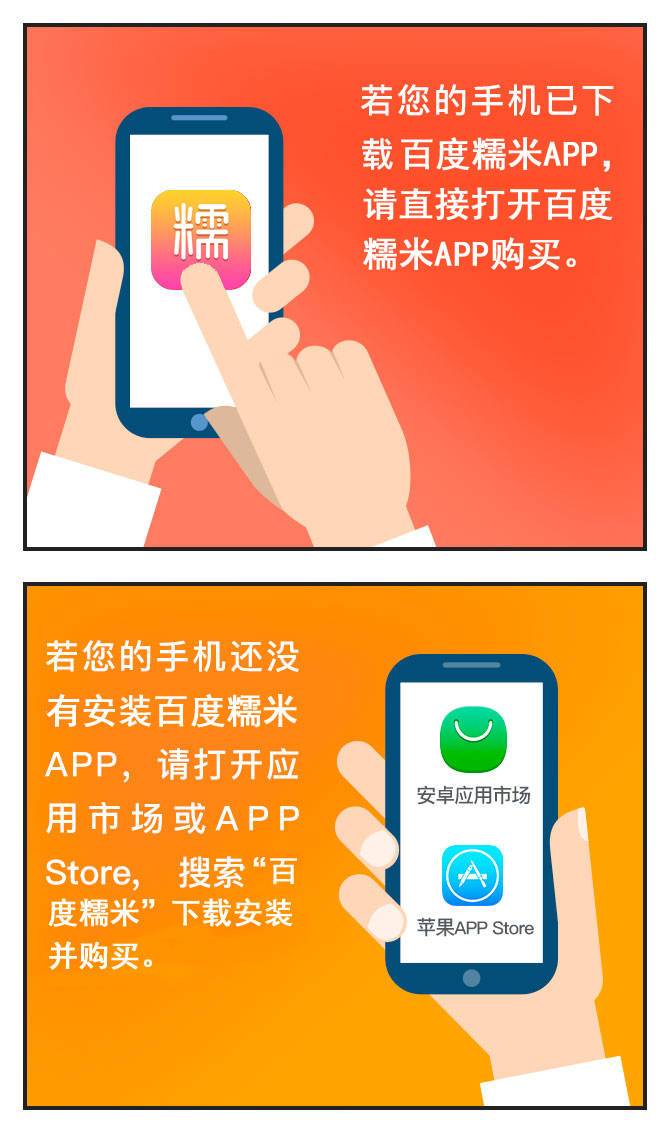 若您的手机已下
载百度糯米APP，
请直接打开百度
糯米APP购买。
糯
若您的手机还没
有安装百度糯米
APP，请打开应
用市场或APP
Store，搜索“百
度糯米”下载安装
并购买。
安卓应用市场
苹果APP Store